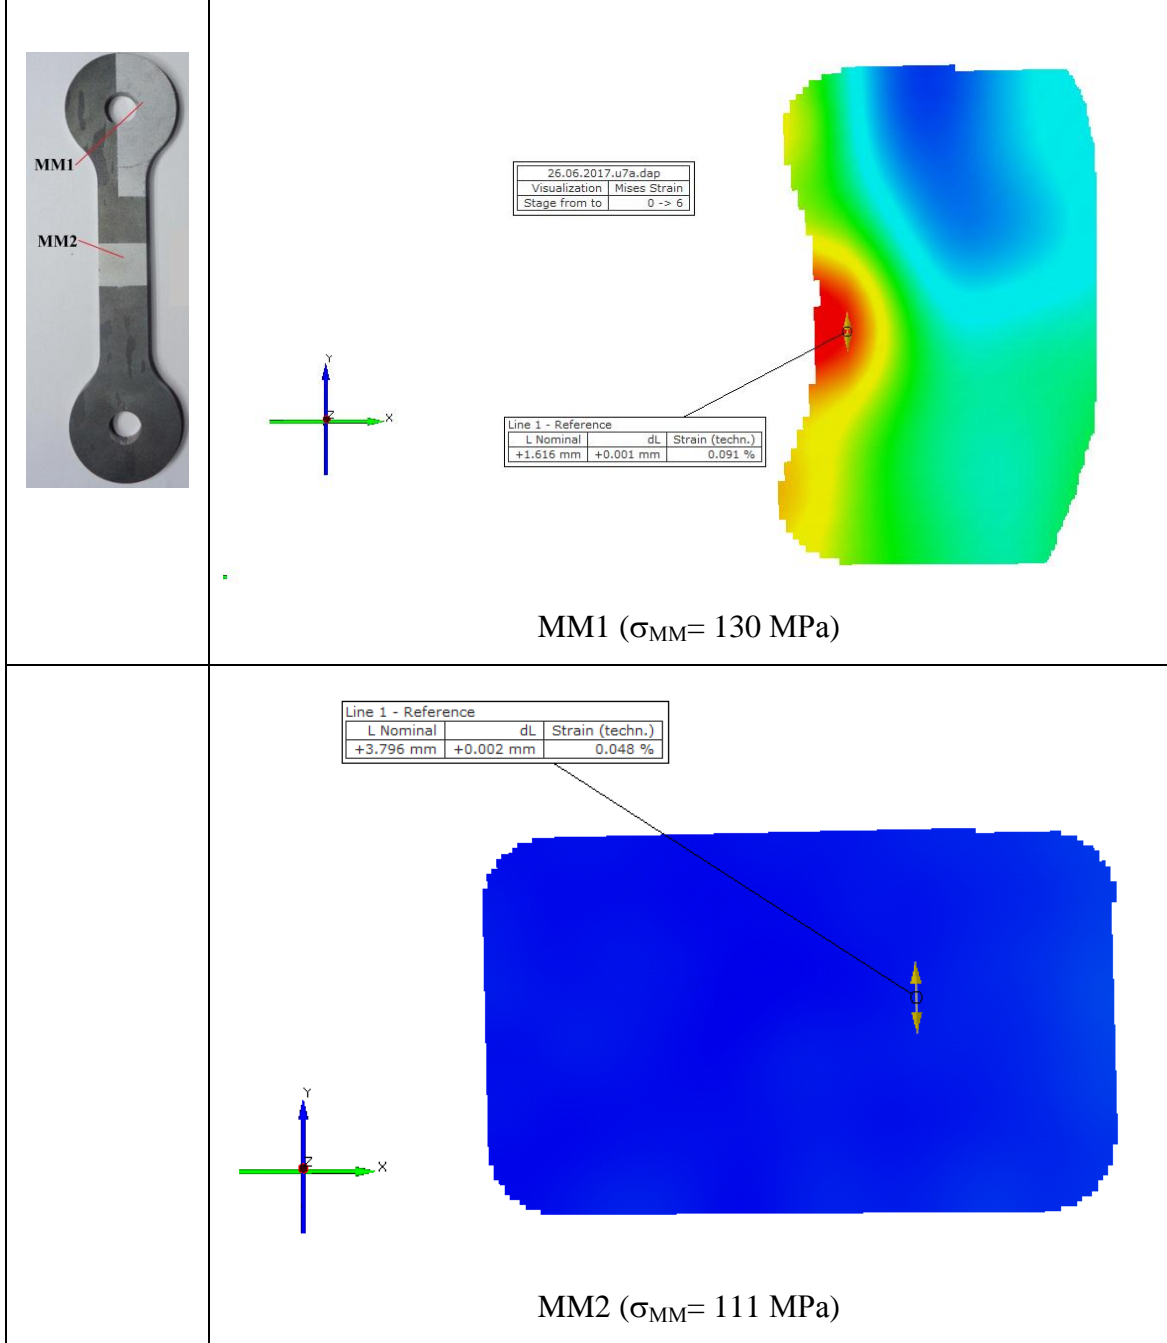 MM1
MM2
26.06.2017.u7a.dap
Visualization Mises Strain
Stage from to 0 -> 6
Y
Z
X
Line 1 - Reference
L Nominal dL Strain (techn.)
+1.616 mm +0.001 mm 0.091 %
MM1 (σMM= 130 MPa)
Line 1 - Reference
L Nominal dL Strain (techn.)
+3.796 mm +0.002 mm 0.048 %
Y
Z
X
MM2 (σMM= 111 MPa)